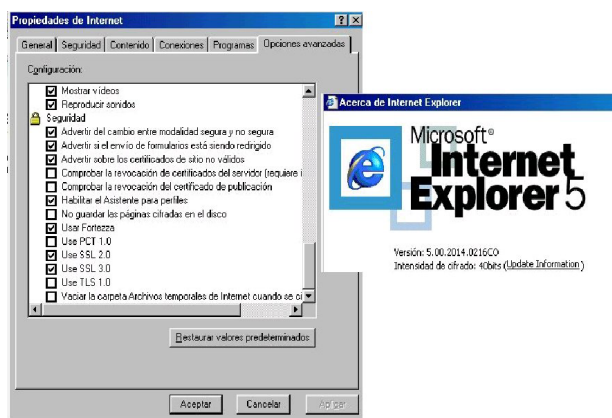 Propiedades de Internet
General
Seguridad
Contenido
Conexiones
Programas
Opciones avanzadas
Configuración:
Mostrar vídeos
Reproducir sonidos
Seguridad
Advertir del cambio entre modalidad segura y no segura
Advertir si el envío de formularios está siendo redirigido
Advertir sobre los certificados de sitio no válidos
Comprobar la revocación de certificados del servidor (requiere i
Comprobar la revocación del certificado de publicación
Habilitar el Asistente para perfiles
No guardar las páginas cifradas en el disco
Usar Fortezza
Use PCT 1.0
Use SSL 2.0
Use SSL 3.0
Use TLS 1.0
Vaciar la carpeta Archivos temporales de Internet cuando se ci
Restaurar valores predeterminados
Aceptar
Cancelar
Aplicar
Acerca de Internet Explorer
Microsoft®
Internet
Explorer 5
Versión: 5.00.2014.0216CO
Intensidad de cifrado: 40bits (Update Information)